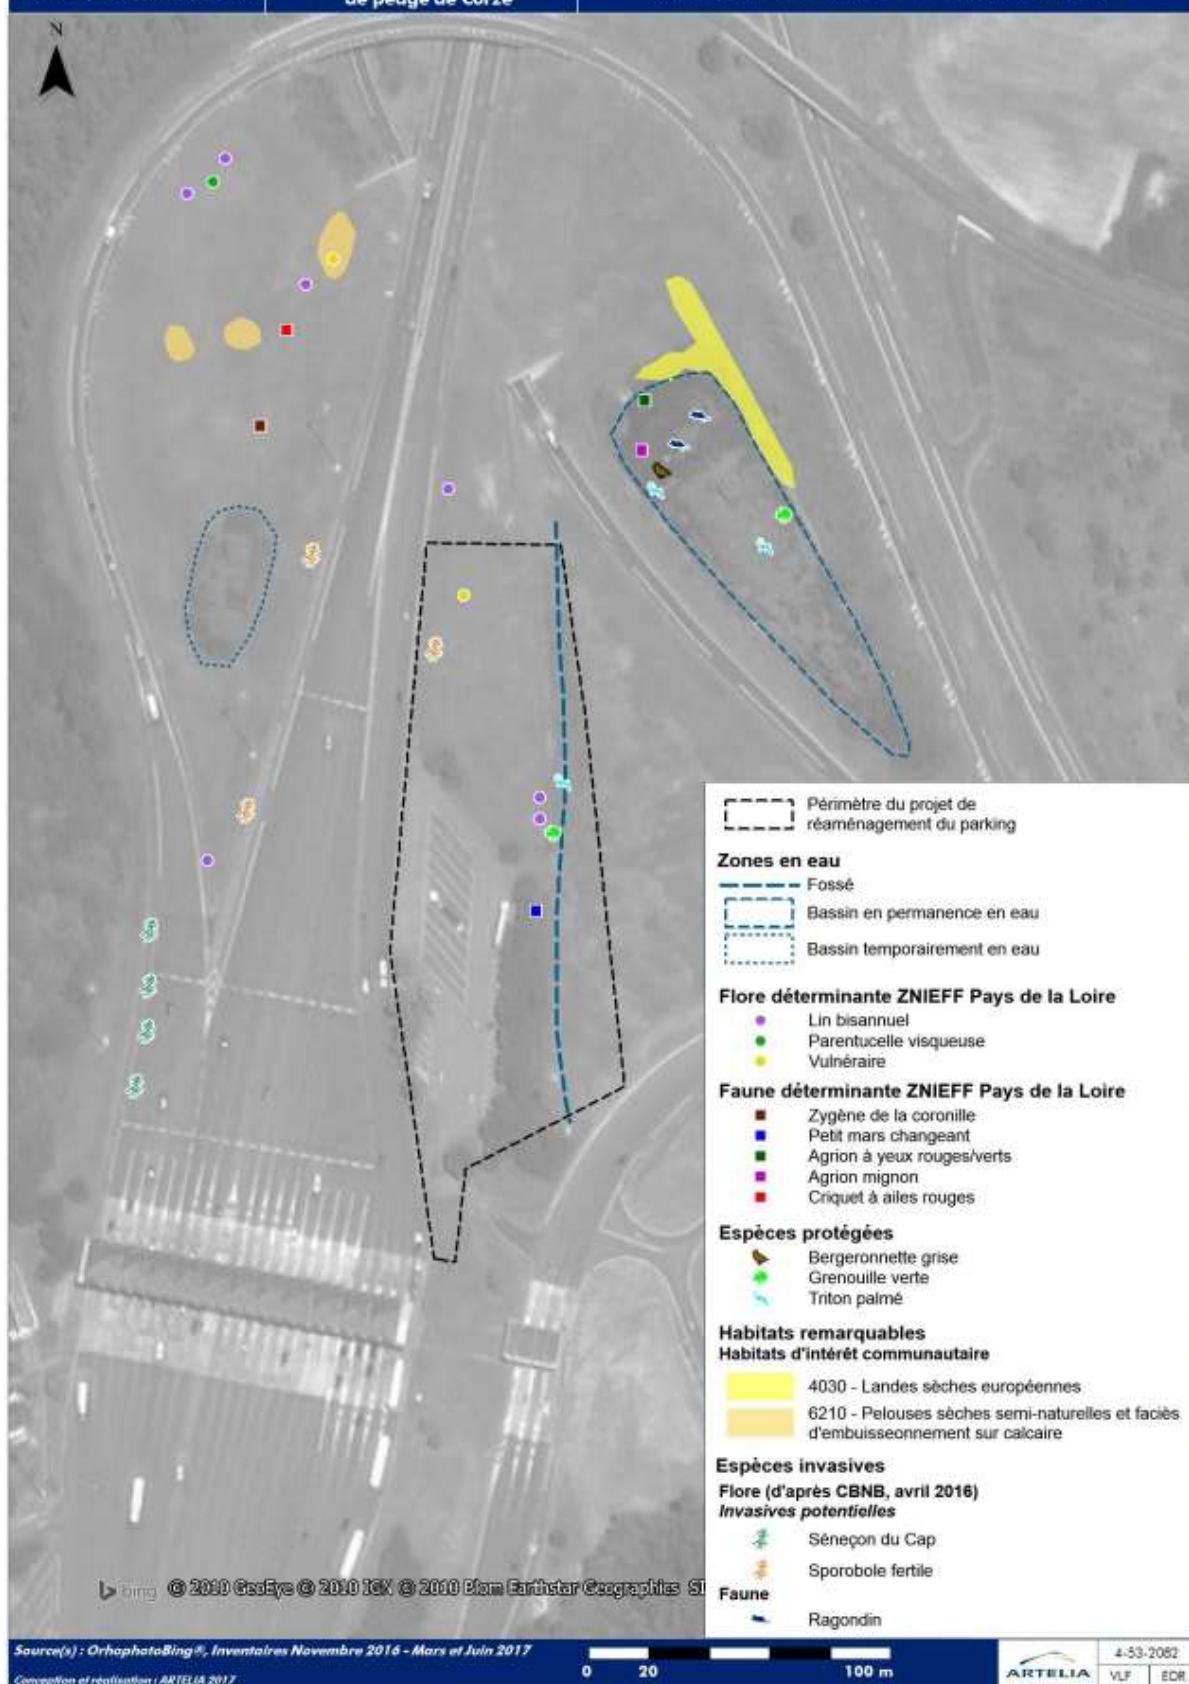 de péage de Corzé
N
Périmètre du projet de
réaménagement du parking
Zones en eau
Fossé
Bassin en permanence en eau
Bassin temporairement en eau
Flore déterminante ZNIEFF Pays de la Loire
Lin bisannuel
Parentucelle visqueuse
Vulnéraire
Faune déterminante ZNIEFF Pays de la Loire
Zygène de la coronille
Petit mars changeant
Agrion à yeux rouges/verts
Agrion mignon
Criquet à ailes rouges
Espèces protégées
Bergeronnette grise
Grenouille verte
Triton palmé
Habitats remarquables
Habitats d'intérêt communautaire
4030 - Landes sèches européennes
6210 - Pelouses sèches semi-naturelles et faciès
d'embuisseonnement sur calcaire
Espèces invasives
Flore (d'après CBNB, avril 2016)
Invasives potentielles
Séneçon du Cap
Sporobole fertile
Faune
Ragondin
bing © 2010 GeoEye © 2010 IGN © 2010 Blom Earthstar Geographics SI
Source(s) : OrhophotoBing®, Inventaires Novembre 2016 - Mars et Juin 2017
Conception et réalisation : ARTELIA 2017
0 20 100 m
ARTELIA
4-53-2082
VLF EDR